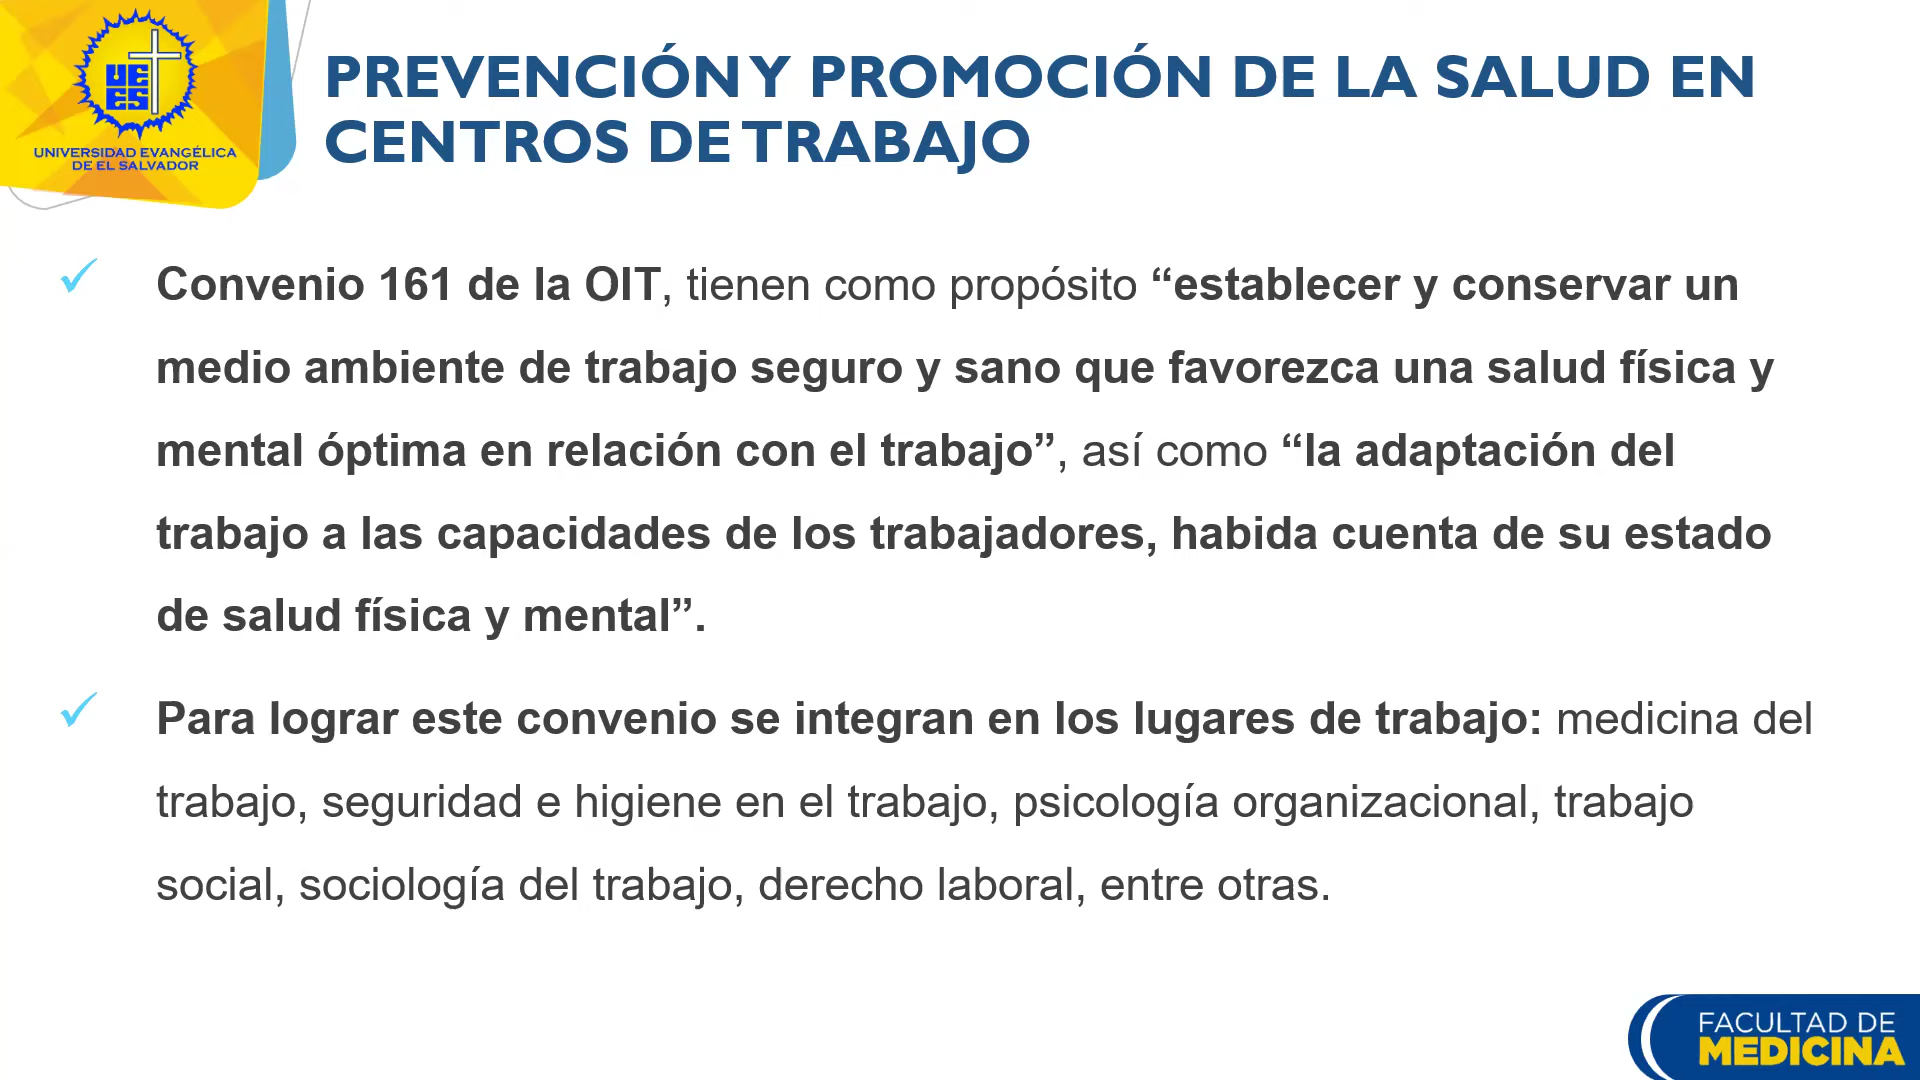 UE
ES
UNIVERSIDAD EVANGÉLICA
DE EL SALVADOR
PREVENCIÓN Y PROMOCIÓN DE LA SALUD EN
CENTROS DE TRABAJO
Convenio 161 de la OIT, tienen como propósito “establecer y conservar un
medio ambiente de trabajo seguro y sano que favorezca una salud física y
mental óptima en relación con el trabajo”, así como “la adaptación del
trabajo a las capacidades de los trabajadores, habida cuenta de su estado
de salud física y mental”.
Para lograr este convenio se integran en los lugares de trabajo: medicina del
trabajo, seguridad e higiene en el trabajo, psicología organizacional, trabajo
social, sociología del trabajo, derecho laboral, entre otras.
FACULTAD DE
MEDICINA